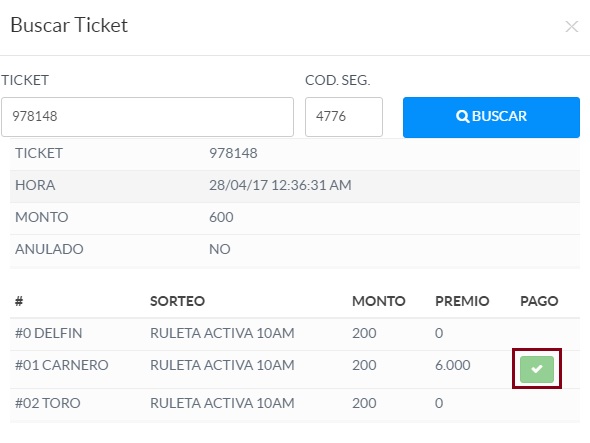 Buscar Ticket
TICKET COD. SEG.
978148 4776 BUSCAR
TICKET 978148
HORA 28/04/17 12:36:31 AM
MONTO 600
ANULADO NO
# SORTEO MONTO PREMIO PAGO
#0 DELFIN RULETA ACTIVA 10AM 200 0
#01 CARNERO RULETA ACTIVA 10AM 200 6.000
#02 TORO RULETA ACTIVA 10AM 200 0